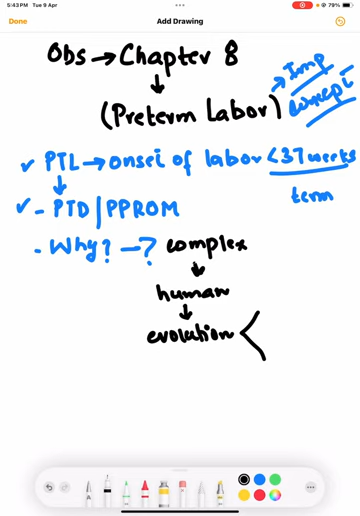 5:43 PM Tue 9 Apr
79%
Done
Add Drawing
Obs → Chapter 8
(Preterm Labor) → Imp concept
✓ PTL → onset of labor < 37 weeks
term
✓ - PTD | PPROM
- Why? - ? complex
human
evolution